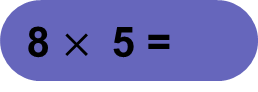 8 × 5 =